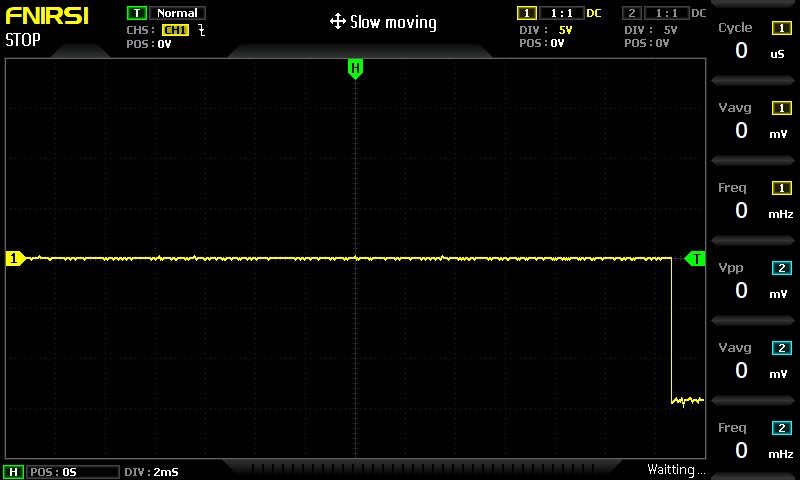 FNIRSI
STOP
T Normal
CHS: CH1
POS: 0V
Slow moving
1 1:1 DC
DIV: 5V
POS: 0V
2 1:1 DC
DIV: 5V
POS: 0V
H
1
T
Cycle 1
0 uS
Vavg 1
0 mV
Freq 1
0 mHz
Vpp 2
0 mV
Vavg 2
0 mV
Freq 2
0 mHz
H POS: 0S DIV: 2mS
Waitting...